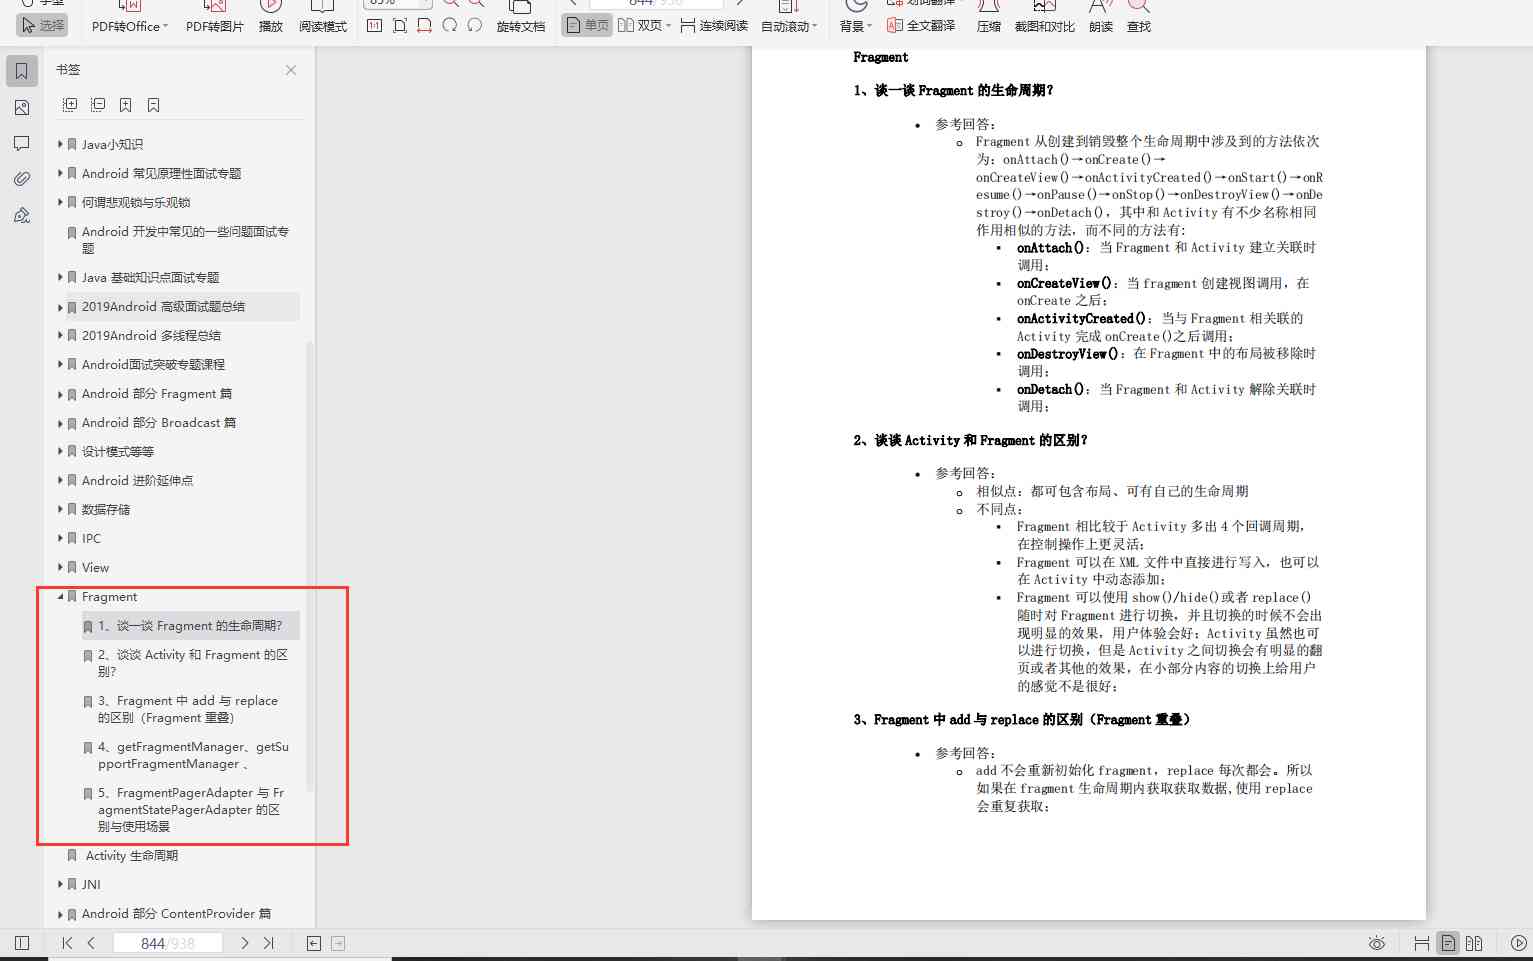 选择
PDF转Office
PDF转图片
播放
阅读模式
旋转文档
单页
双页
连续阅读
自动滚动
背景
全文翻译
压缩
截图和对比
朗读
查找
书签
Java小知识
Android 常见原理性面试专题
何谓悲观锁与乐观锁
Android 开发中常见的一些问题面试专
题
Java 基础知识点面试专题
2019Android 高级面试题总结
2019Android 多线程总结
Android面试突破专题课程
Android 部分 Fragment 篇
Android 部分 Broadcast 篇
设计模式等等
Android 进阶延伸点
数据存储
IPC
View
Fragment
1、谈一谈 Fragment 的生命周期？
2、谈谈 Activity 和 Fragment 的区
别？
3、Fragment 中 add 与 replace
的区别（Fragment 重叠）
4、getFragmentManager、getSu
pportFragmentManager 、
5、FragmentPagerAdapter 与 Fr
agmentStatePagerAdapter 的区
别与使用场景
Activity 生命周期
JNI
Android 部分 ContentProvider 篇
Fragment
1、谈一谈 Fragment 的生命周期？
• 参考回答：
o Fragment 从创建到销毁整个生命周期中涉及到的方法依次
为：onAttach()→onCreate()→
onCreateView()→onActivityCreated()→onStart()→onR
esume()→onPause()→onStop()→onDestroyView()→onDe
stroy()→onDetach()，其中和 Activity 有不少名称相同
作用相似的方法，而不同的方法有：
▪ onAttach()：当 Fragment 和 Activity 建立关联时
调用；
▪ onCreateView()：当 fragment 创建视图调用，在
onCreate 之后；
▪ onActivityCreated()：当与 Fragment 相关联的
Activity 完成 onCreate()之后调用；
▪ onDestroyView()：在 Fragment 中的布局被移除时
调用；
▪ onDetach()：当 Fragment 和 Activity 解除关联时
调用；
2、谈谈 Activity 和 Fragment 的区别？
• 参考回答：
o 相似点：都可包含布局、可有自己的生命周期
o 不同点：
▪ Fragment 相比较于 Activity 多出 4 个回调周期，
在控制操作上更灵活；
▪ Fragment 可以在 XML 文件中直接进行写入，也可以
在 Activity 中动态添加；
▪ Fragment 可以使用 show()/hide()或者 replace()
随时对 Fragment 进行切换，并且切换的时候不会出
现明显的效果，用户体验会好；Activity 虽然也可
以进行切换，但是 Activity 之间切换会有明显的翻
页或者其他的效果，在小部分内容的切换上给用户
的感觉不是很好；
3、Fragment 中 add 与 replace 的区别（Fragment 重叠）
• 参考回答：
o add 不会重新初始化 fragment，replace 每次都会。所以
如果在 fragment 生命周期内获取获取数据,使用 replace
会重复获取；
844/938